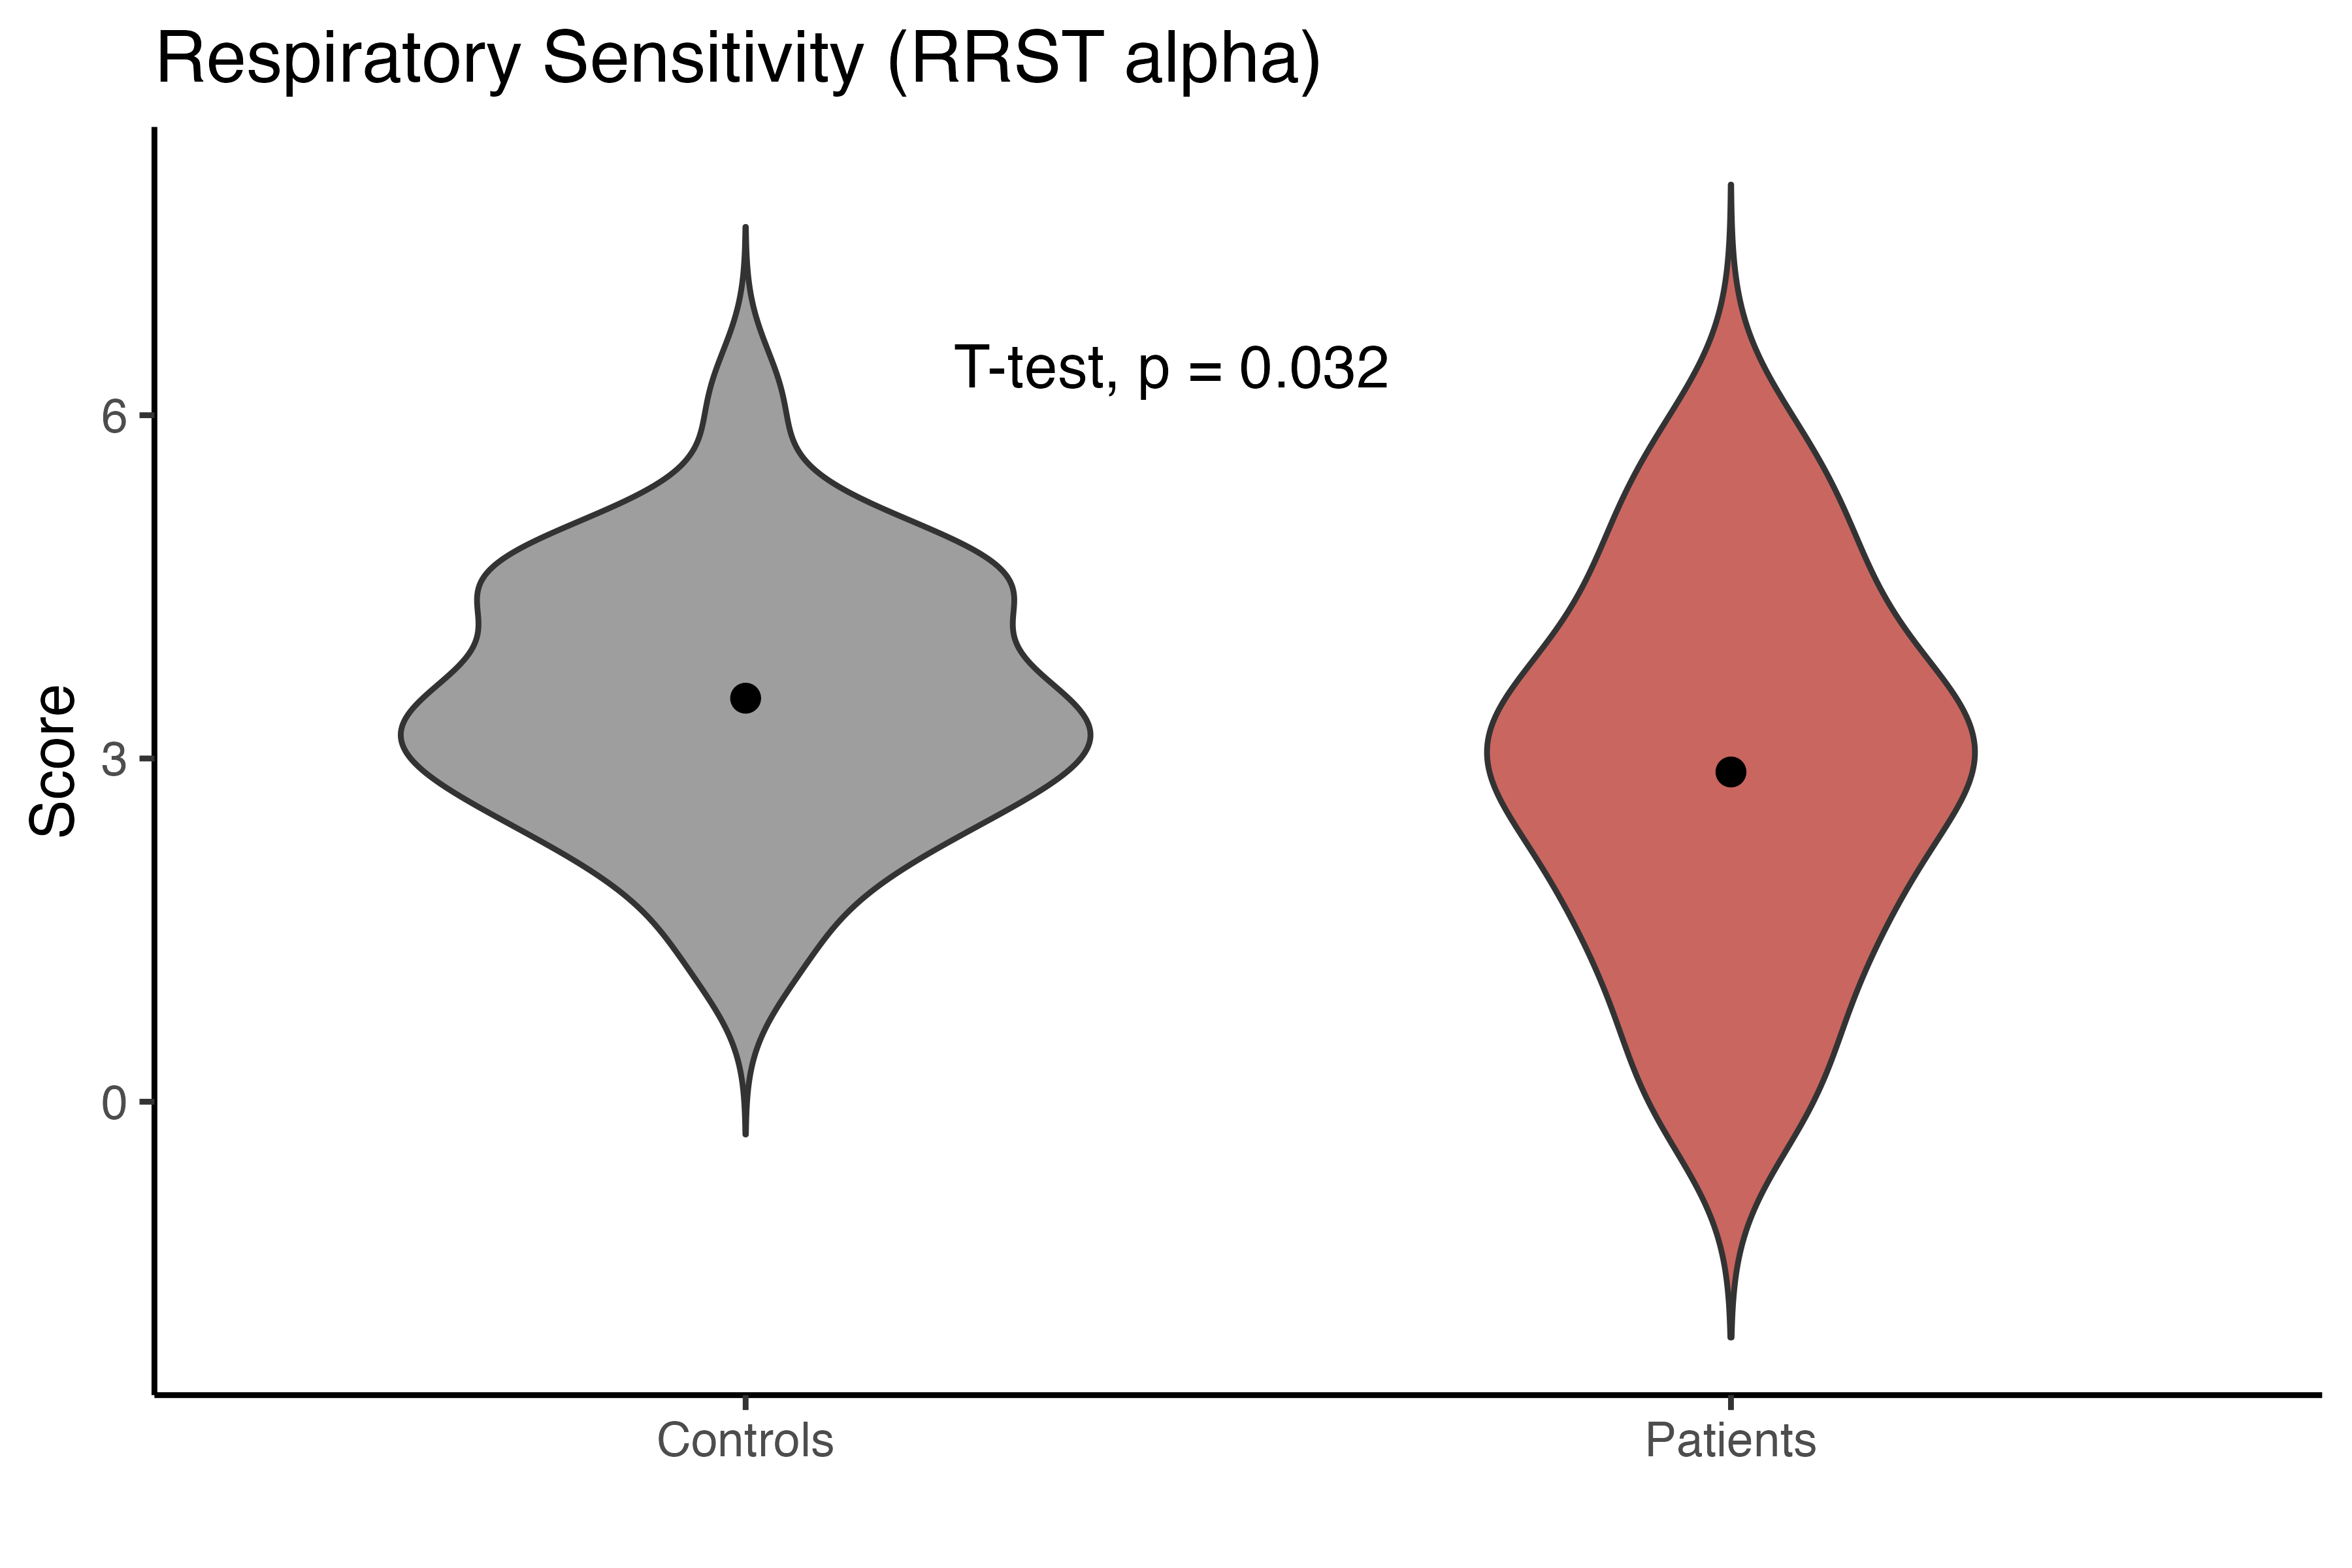 Respiratory Sensitivity (RRST alpha)
T-test, p = 0.032
6
3
0
Score
Controls
Patients